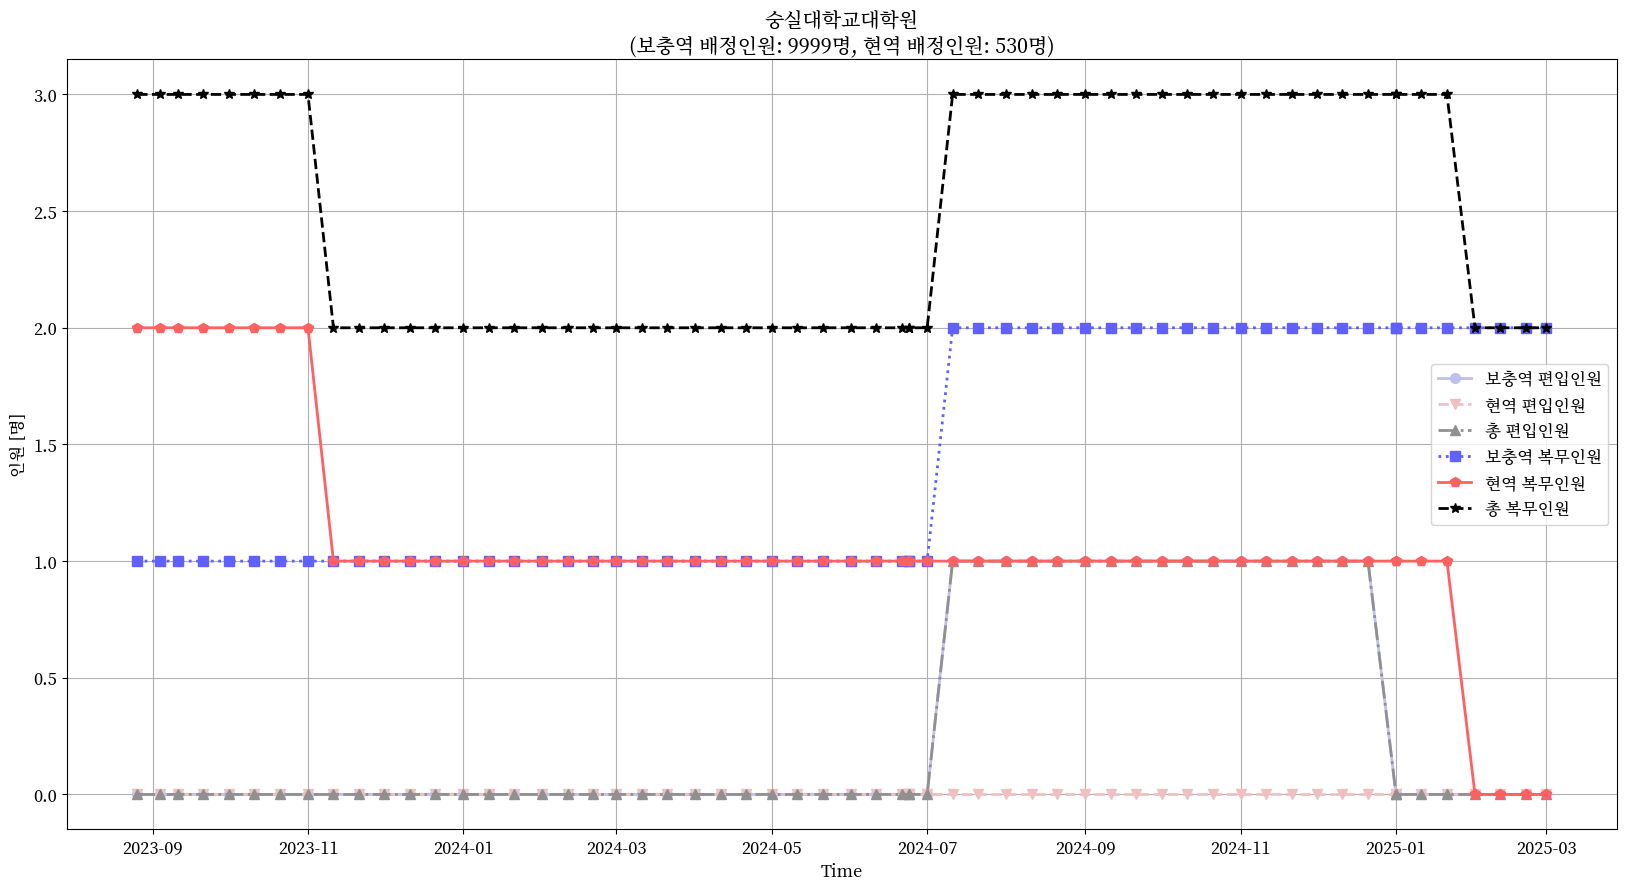 숭실대학교대학원
(보충역 배정인원: 9999명, 현역 배정인원: 530명)
인원 [명]
3.0
2.5
2.0
1.5
1.0
0.5
0.0
보충역 편입인원
현역 편입인원
총 편입인원
보충역 복무인원
현역 복무인원
총 복무인원
2023-09
2023-11
2024-01
2024-03
2024-05
2024-07
2024-09
2024-11
2025-01
2025-03
Time